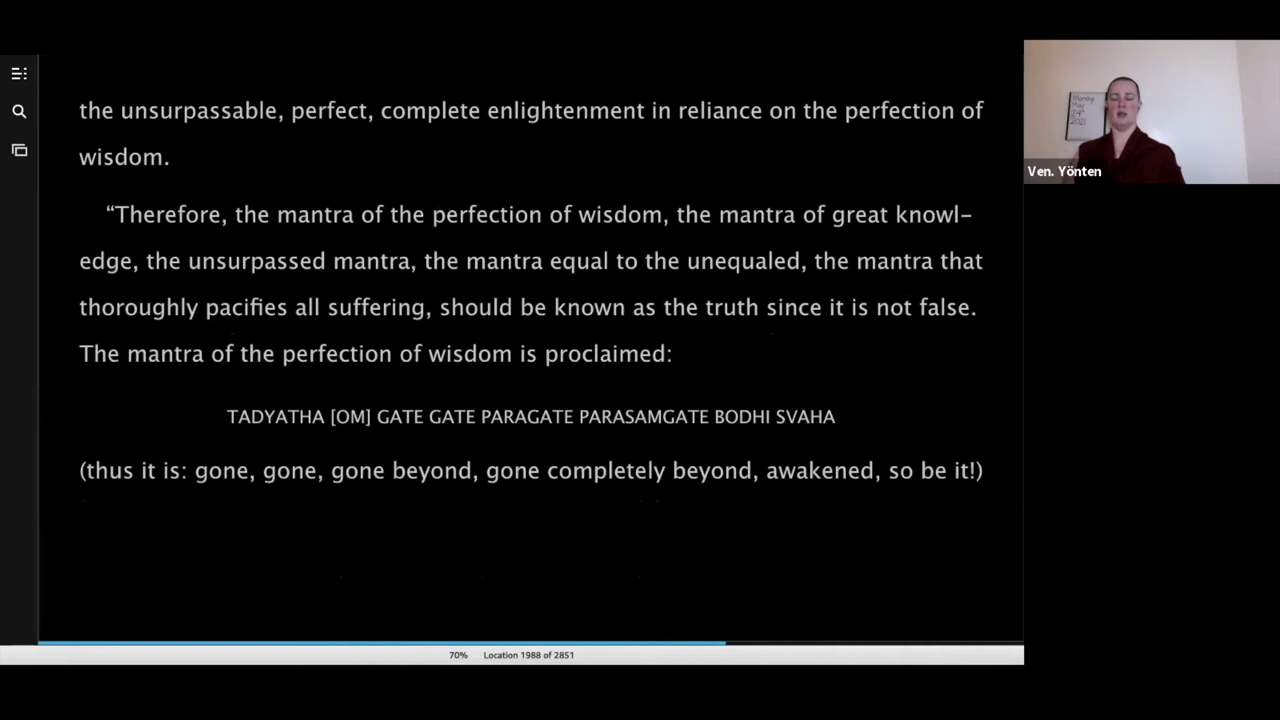 the unsurpassable, perfect, complete enlightenment in reliance on the perfection of
wisdom.
“Therefore, the mantra of the perfection of wisdom, the mantra of great knowl-
edge, the unsurpassed mantra, the mantra equal to the unequaled, the mantra that
thoroughly pacifies all suffering, should be known as the truth since it is not false.
The mantra of the perfection of wisdom is proclaimed:
TADYATHA [OM] GATE GATE PARAGATE PARASAMGATE BODHI SVAHA
(thus it is: gone, gone, gone beyond, gone completely beyond, awakened, so be it!)
70% Location 1988 of 2851
Monday
May
24th
2021
Ven. Yönten